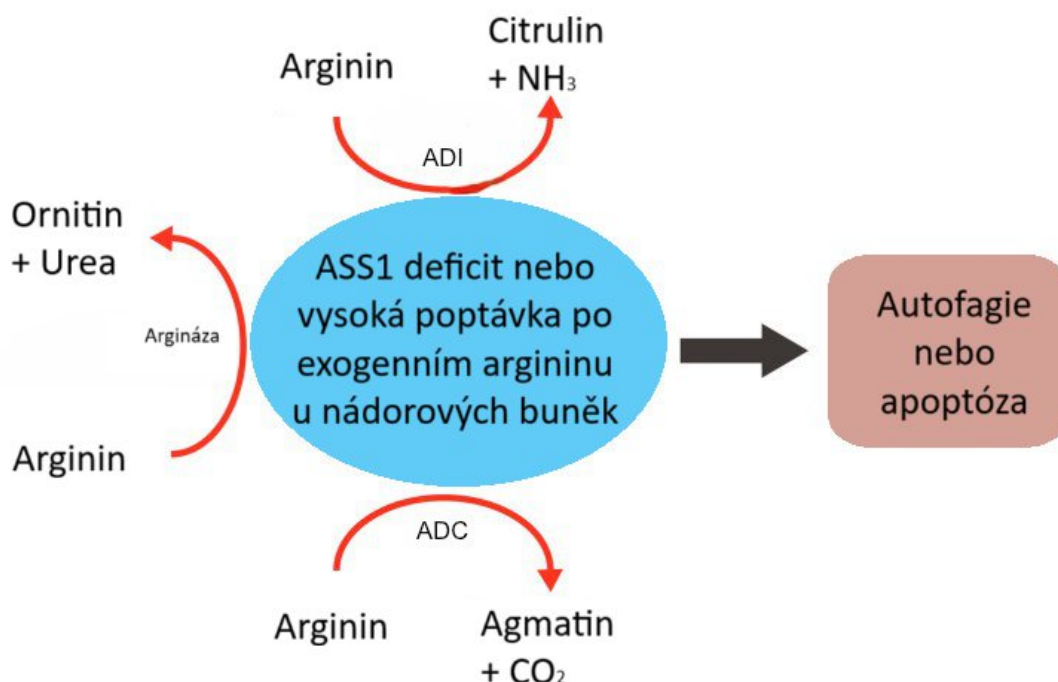 Arginin
Citrulin
+ NH₃
ADI
Ornitin
+ Urea
Argináza
Arginin
ASS1 deficit nebo
vysoká poptávka po
exogenním argininu
u nádorových buněk
Autofagie
nebo
apoptóza
ADC
Arginin
Agmatin
+ CO₂